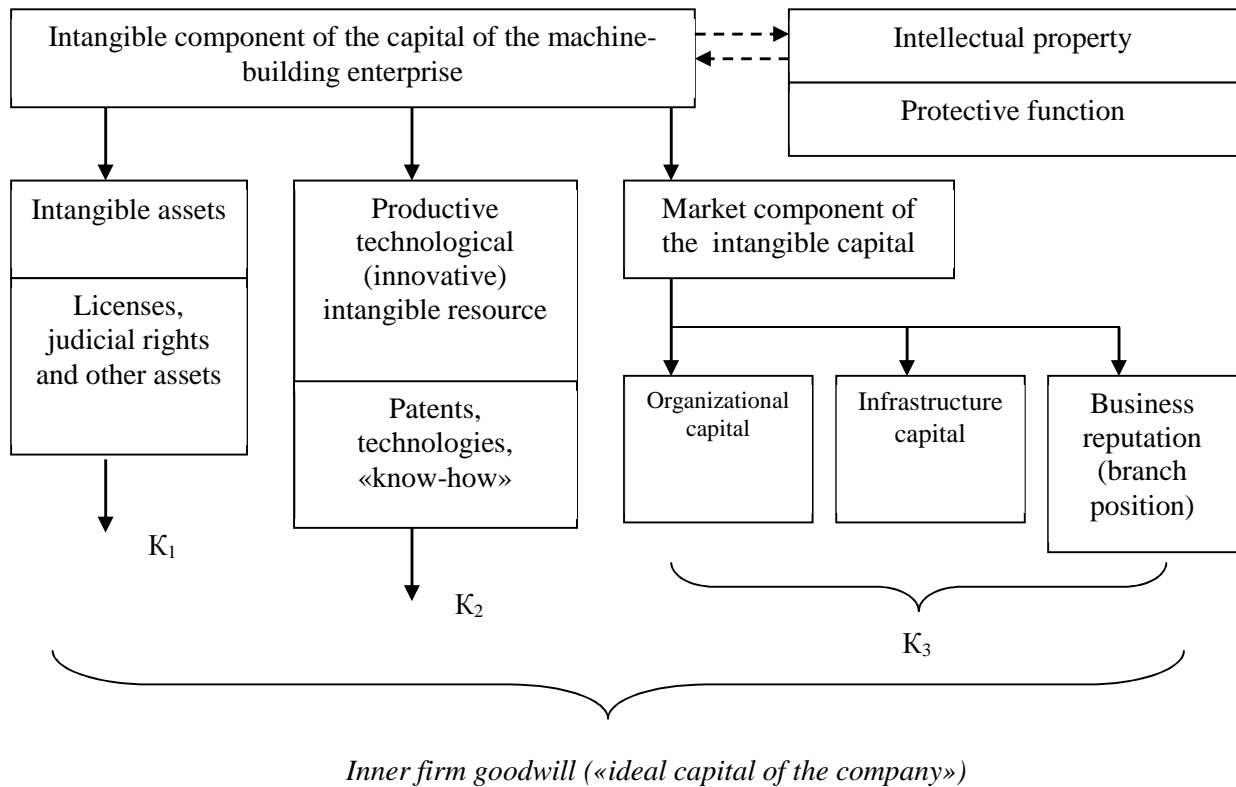 Intangible component of the capital of the machine-
building enterprise
Intellectual property
Protective function
Intangible assets
Licenses,
judicial rights
and other assets
Productive
technological
(innovative)
intangible resource
Patents,
technologies,
«know-how»
Market component of
the intangible capital
Organizational
capital
Infrastructure
capital
Business
reputation
(branch
position)
K₁
K₂
K₃
Inner firm goodwill («ideal capital of the company»)